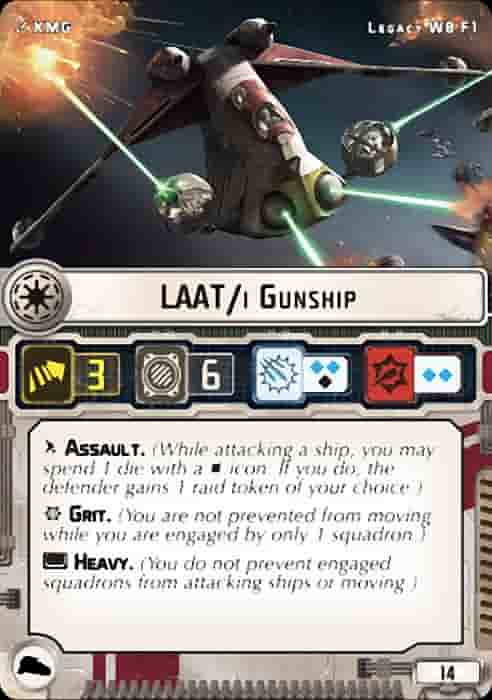 KMG
Legacy W8-F1
LAAT/i Gunship
3
6
Assault. (While attacking a ship, you may
spend 1 die with a ■ icon. If you do, the
defender gains 1 raid token of your choice.)
Grit. (You are not prevented from moving
while you are engaged by only 1 squadron.)
Heavy. (You do not prevent engaged
squadrons from attacking ships or moving.)
14